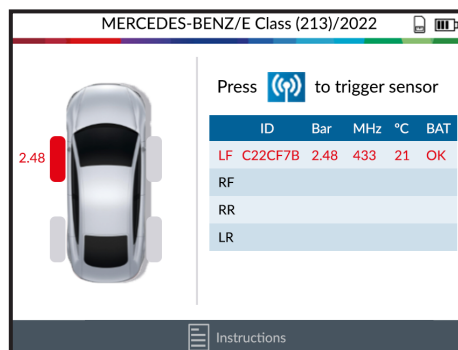 MERCEDES-BENZ/E Class (213)/2022
Press to trigger sensor
ID Bar MHz °C BAT
2.48
LF C22CF7B 2.48 433 21 OK
RF
RR
LR
Instructions